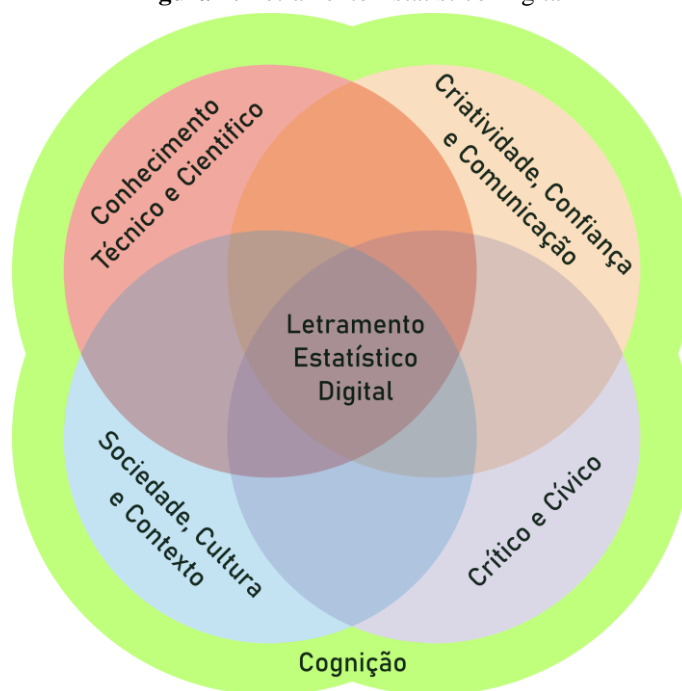 Conhecimento
Técnico e Científico
Criatividade, Confiança
e Comunicação
Letramento
Estatístico
Digital
Sociedade, Cultura
e Contexto
Crítico e Cívico
Cognição